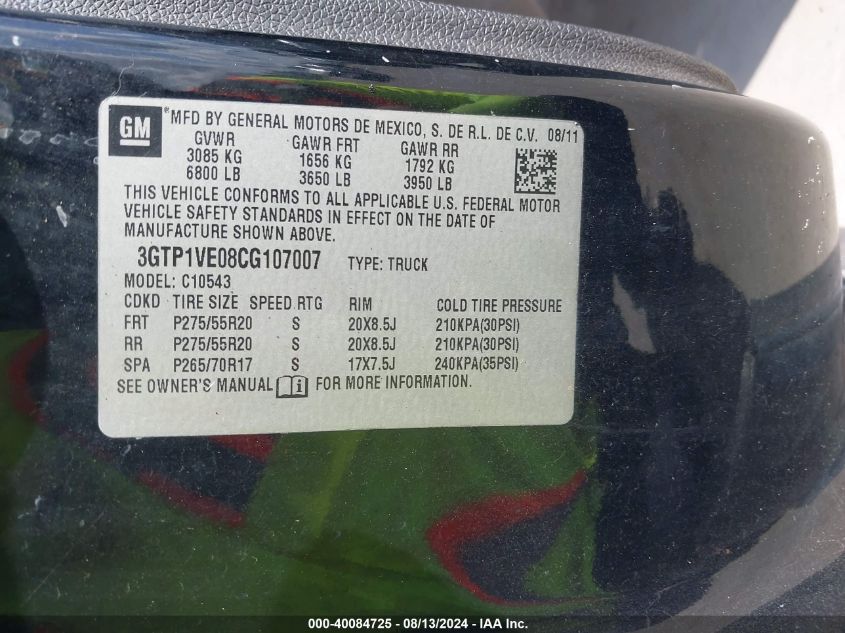 GM
MFD BY GENERAL MOTORS DE MEXICO, S. DE R.L. DE C.V. 08/11
GVWR GAWR FRT GAWR RR
3085 KG 1656 KG 1792 KG
6800 LB 3650 LB 3950 LB
THIS VEHICLE CONFORMS TO ALL APPLICABLE U.S. FEDERAL MOTOR
VEHICLE SAFETY STANDARDS IN EFFECT ON THE DATE OF
MANUFACTURE SHOWN ABOVE.
3GTP1VE08CG107007 TYPE: TRUCK
MODEL: C10543
CDKD TIRE SIZE SPEED RTG RIM COLD TIRE PRESSURE
FRT P275/55R20 S 20X8.5J 210KPA(30PSI)
RR P275/55R20 S 20X8.5J 210KPA(30PSI)
SPA P265/70R17 S 17X7.5J 240KPA(35PSI)
SEE OWNER'S MANUAL i FOR MORE INFORMATION.
000-40084725 - 08/13/2024 - IAA Inc.